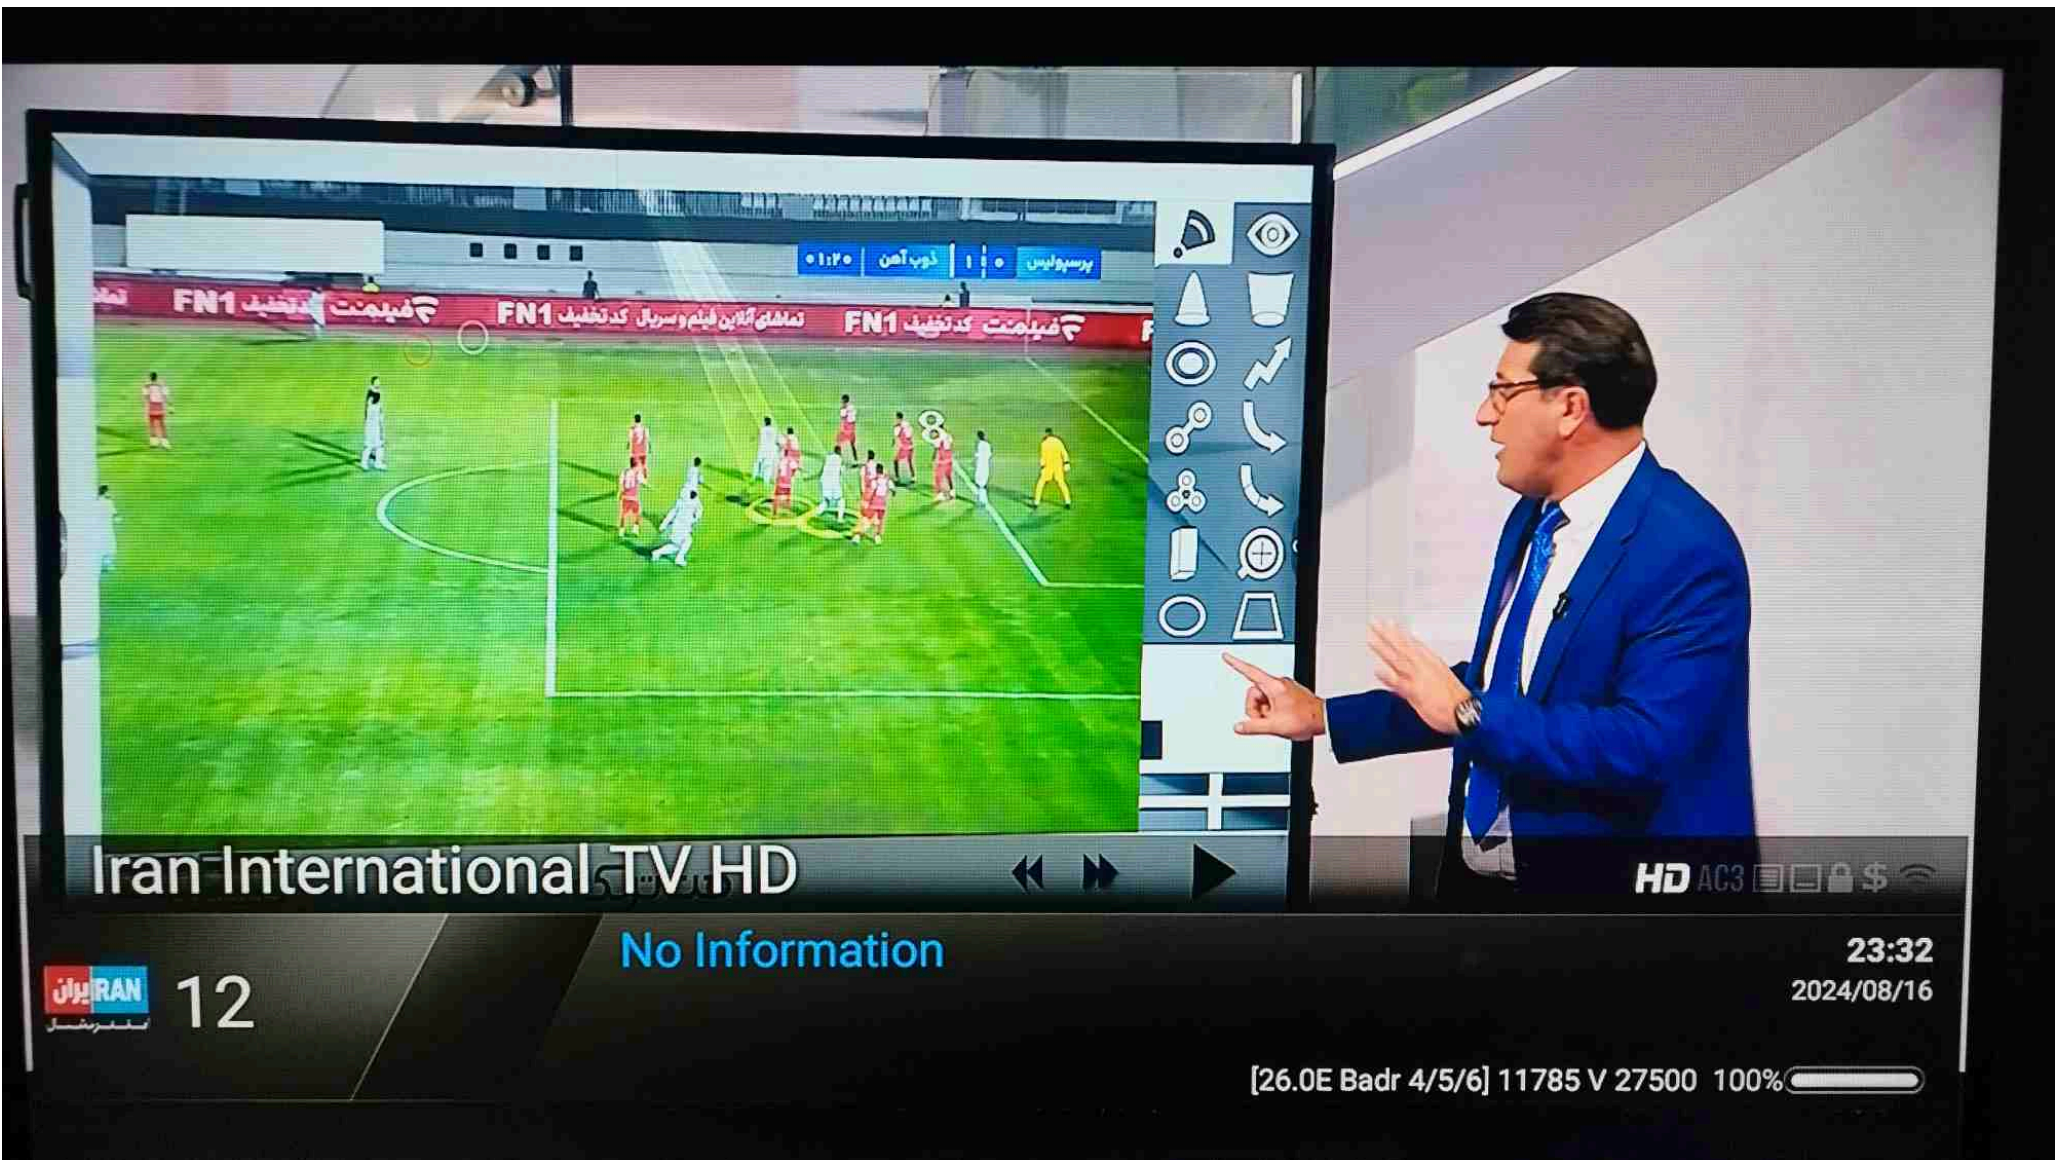 پرسپولیس ۰ : ۱ ذوب آهن ۰۱:۲۰
FN1 کد تخفیف فیلمنت تماشای آنلاین فیلم و سریال کد تخفیف FN1 فیلمنت کد تخفیف FN1
8
Iran International TV HD
HD AC3 $
ایران IRAN
اینترنشنال
12
No Information
23:32
2024/08/16
[26.0E Badr 4/5/6] 11785 V 27500 100%